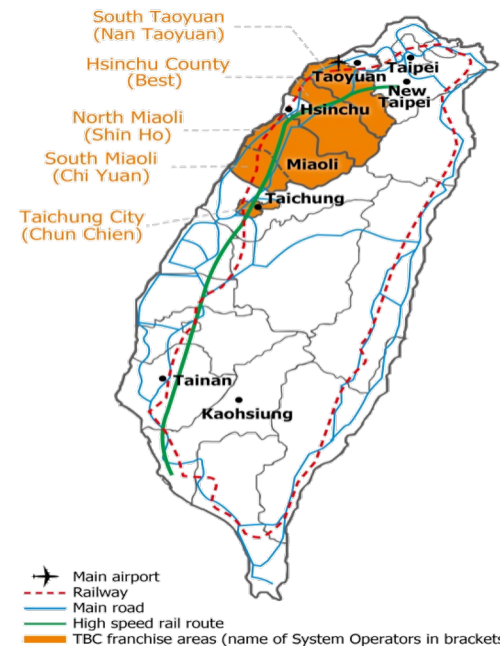 South Taoyuan
(Nan Taoyuan)
Hsinchu County
(Best)
North Miaoli
(Shin Ho)
South Miaoli
(Chi Yuan)
Taichung City
(Chun Chien)
Taoyuan
Taipei
New
Taipei
Hsinchu
Miaoli
Taichung
Tainan
Kaohsiung
Main airport
Railway
Main road
High speed rail route
TBC franchise areas (name of System Operators in brackets